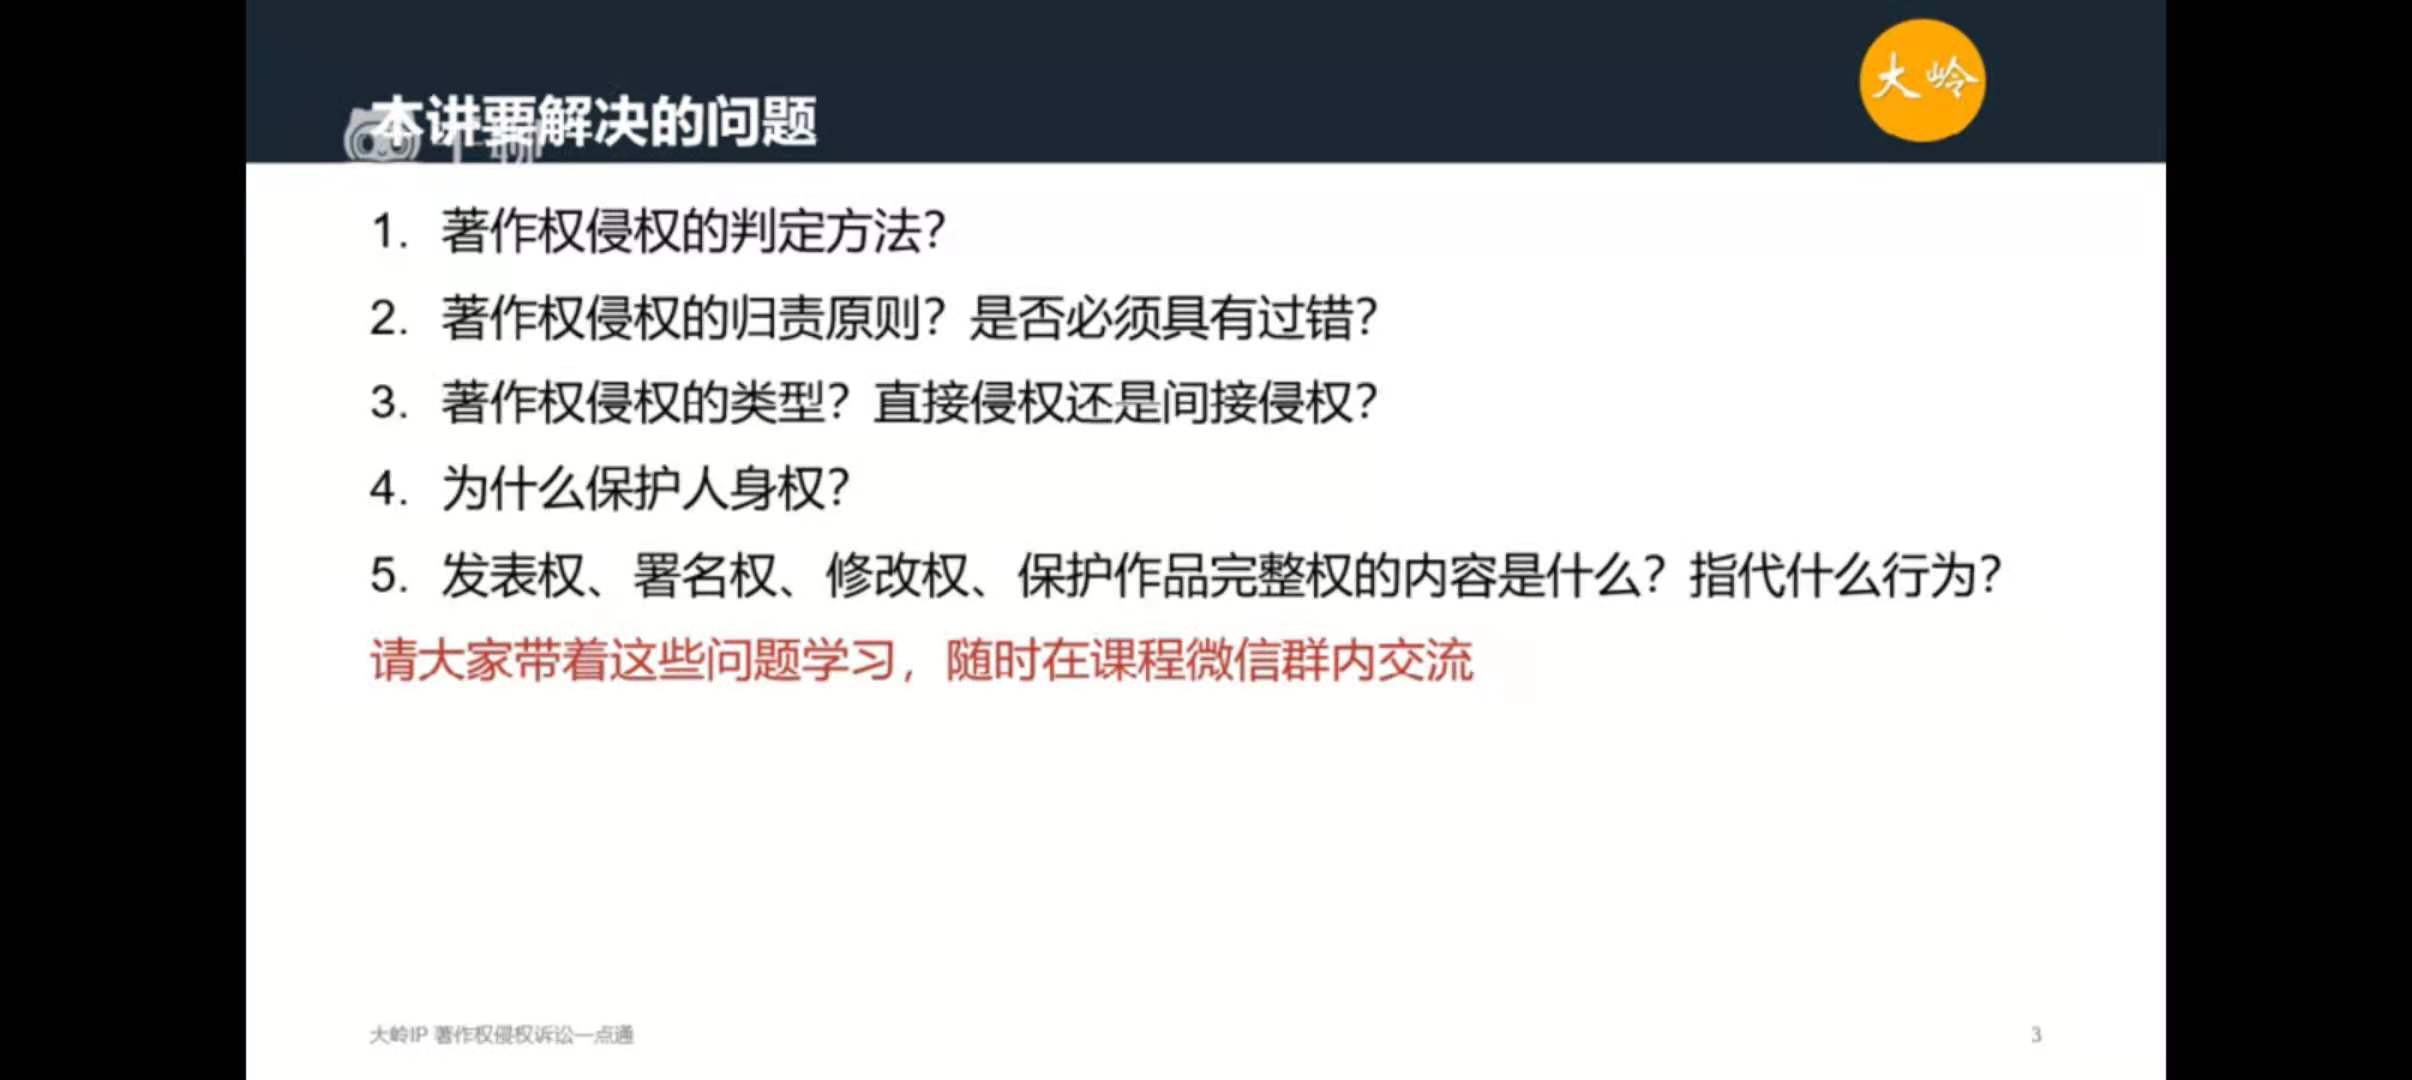 大岭
本讲要解决的问题
1. 著作权侵权的判定方法？
2. 著作权侵权的归责原则？是否必须具有过错？
3. 著作权侵权的类型？直接侵权还是间接侵权？
4. 为什么保护人身权？
5. 发表权、署名权、修改权、保护作品完整权的内容是什么？指代什么行为？
请大家带着这些问题学习，随时在课程微信群内交流
大岭IP 著作权侵权诉讼一点通
3